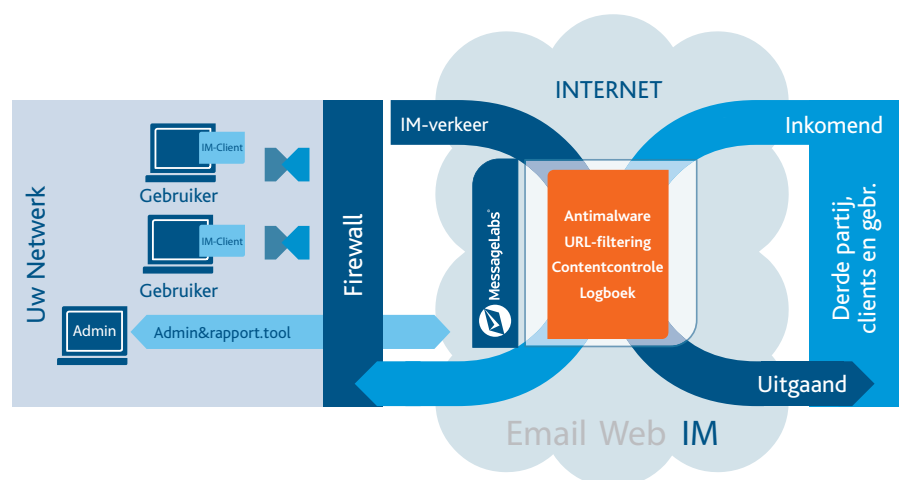 INTERNET
IM-verkeer
Inkomend
IM-Client
Gebruiker
IM-Client
Gebruiker
Uw Netwerk
Firewall
MessageLabs
Antimalware
URL-filtering
Contentcontrole
Logboek
Derde partij,
clients en gebr.
Admin
Admin&rapport.tool
Uitgaand
Email Web IM